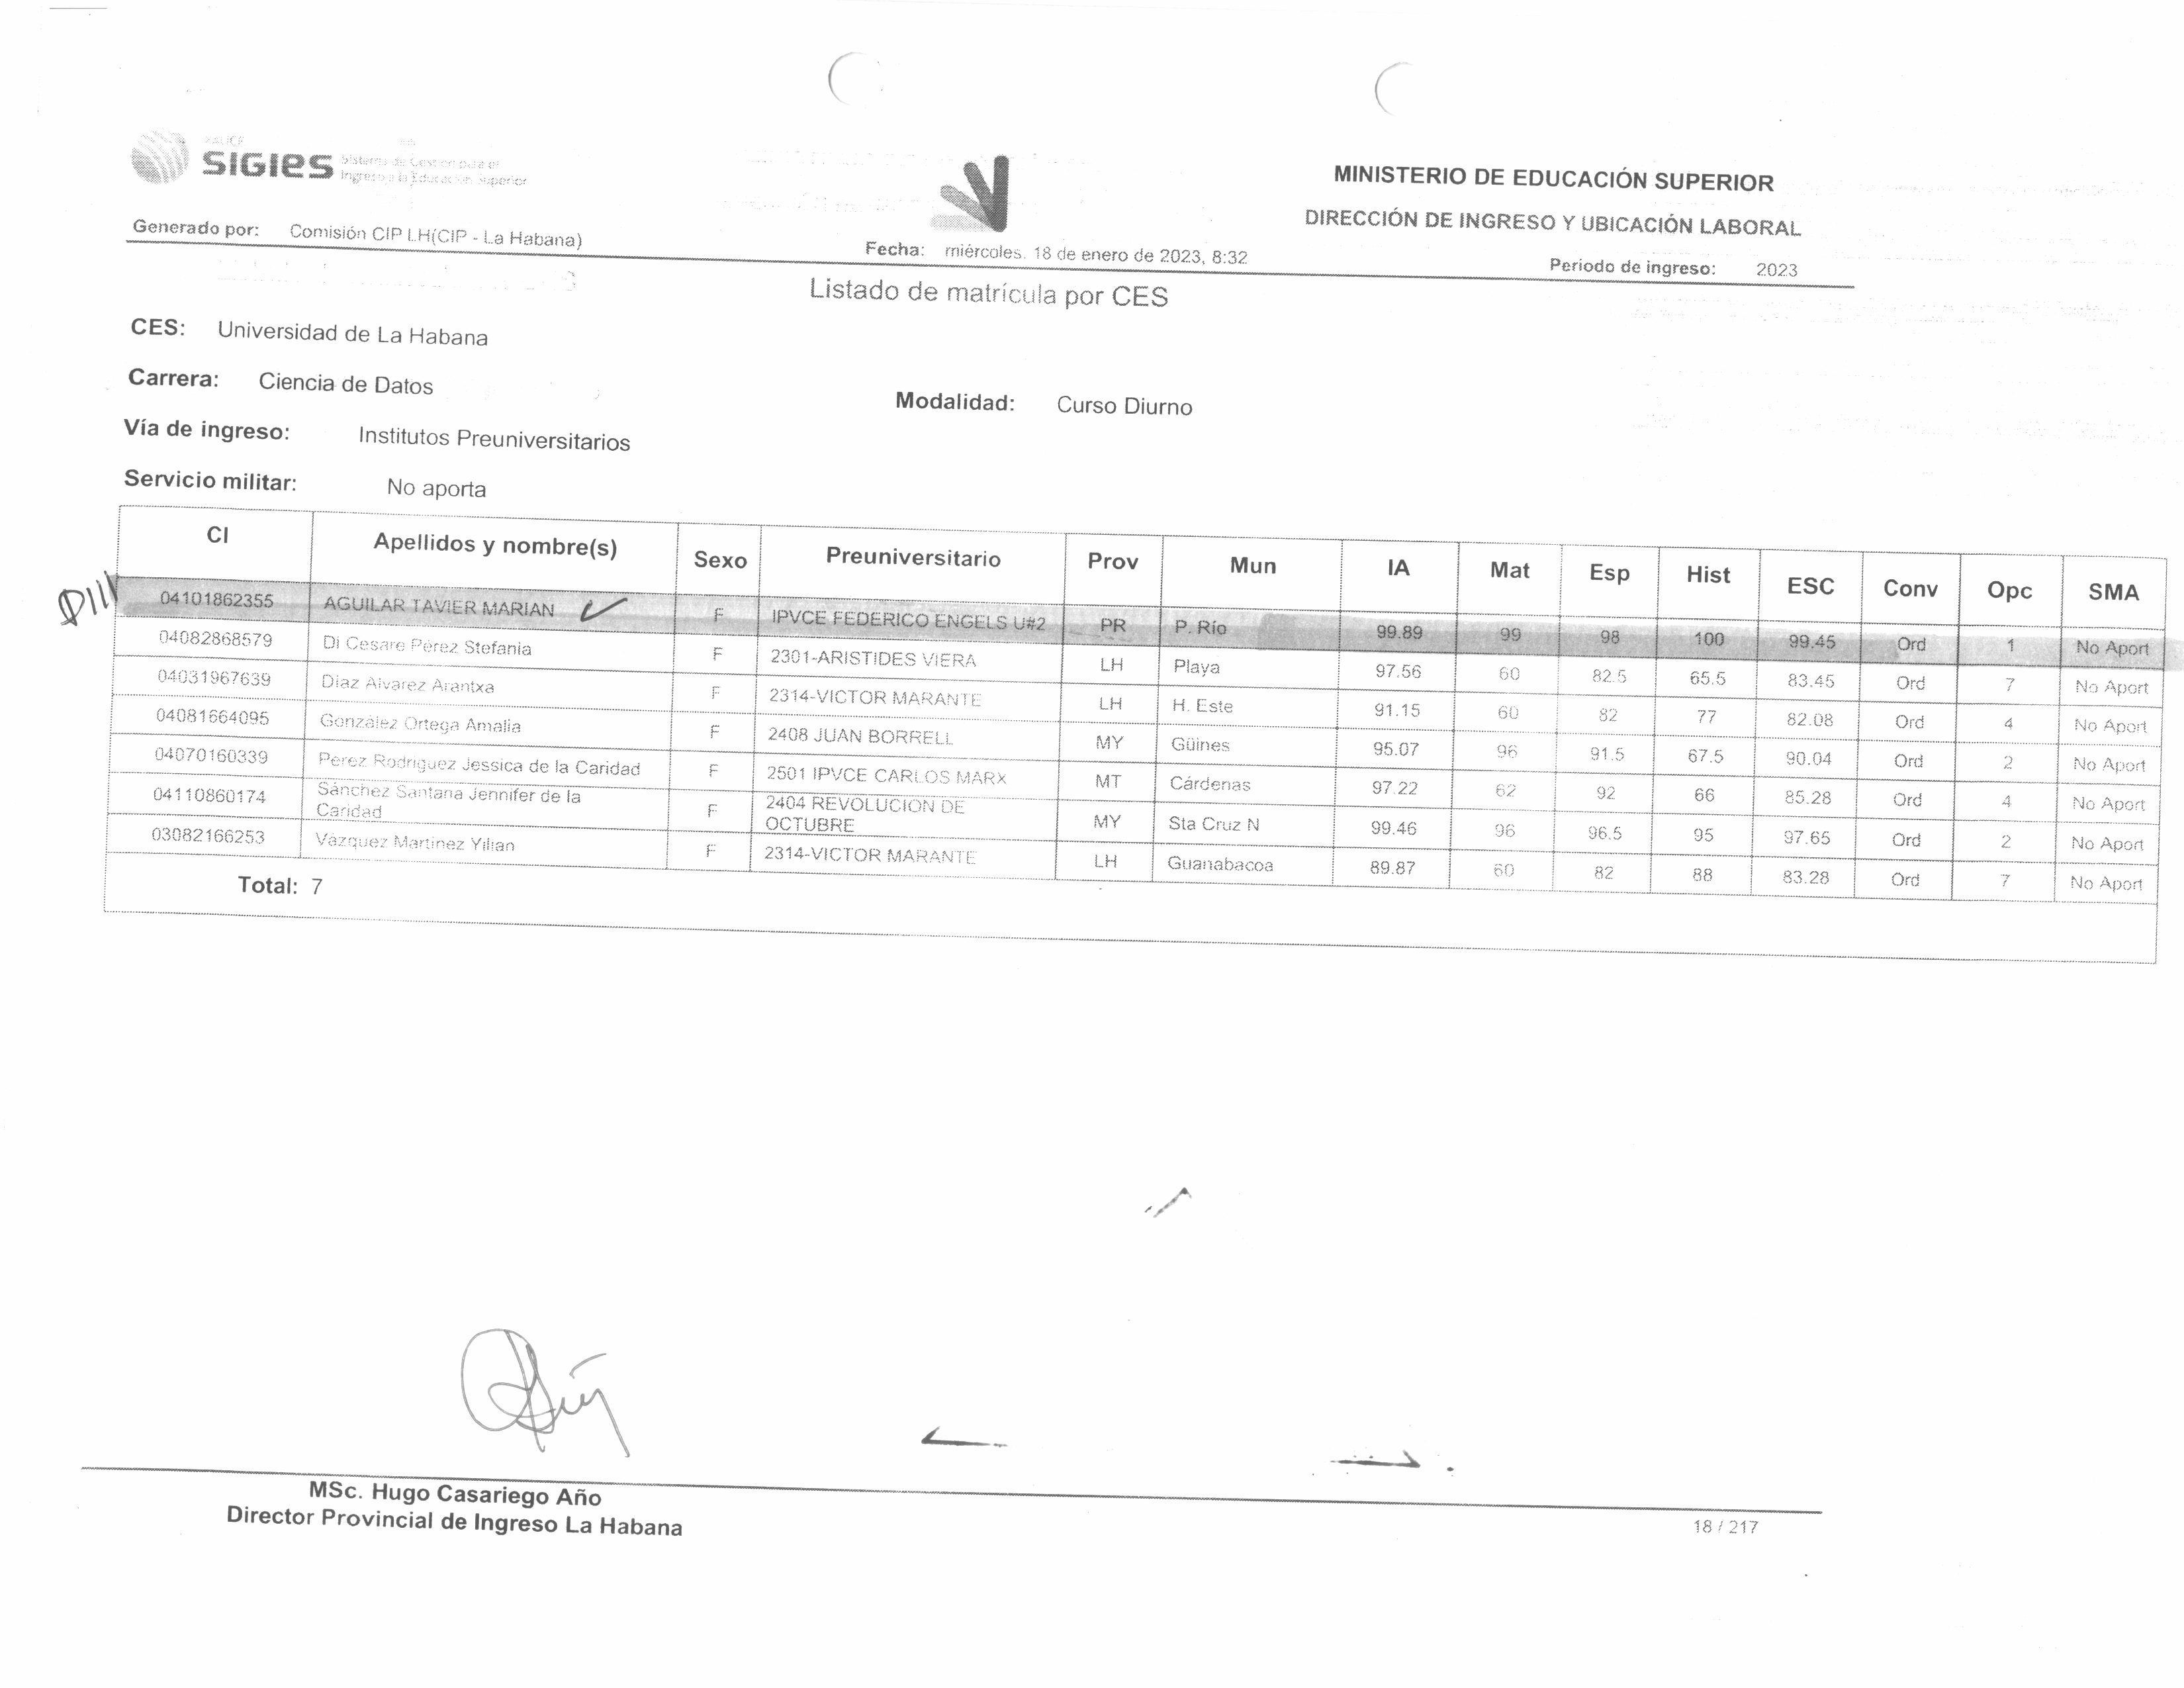 SIGIES Sistema de Gestión para el
Ingreso a la Educación Superior
MINISTERIO DE EDUCACIÓN SUPERIOR
DIRECCIÓN DE INGRESO Y UBICACIÓN LABORAL
Generado por: Comisión CIP LH(CIP - La Habana)
Fecha: miércoles, 18 de enero de 2023, 8:32
Periodo de ingreso: 2023
Listado de matrícula por CES
CES: Universidad de La Habana
Carrera: Ciencia de Datos
Modalidad: Curso Diurno
Vía de ingreso: Institutos Preuniversitarios
Servicio militar: No aporta
CI Apellidos y nombre(s) Sexo Preuniversitario Prov Mun IA Mat Esp Hist ESC Conv Opc SMA
04101862355 AGUILAR TAVIER MARIAN F IPVCE FEDERICO ENGELS U#2 PR P. Río 99.89 99 98 100 99.45 Ord 1 No Aport
04082868579 Di Cesare Pérez Stefania F 2301-ARISTIDES VIERA LH Playa 97.56 60 82.5 65.5 83.45 Ord 7 No Aport
04031967639 Díaz Alvarez Arantxa F 2314-VICTOR MARANTE LH H. Este 91.15 60 82 77 82.08 Ord 4 No Aport
04081664095 González Ortega Amalia F 2408 JUAN BORRELL MY Güines 95.07 96 91.5 67.5 90.04 Ord 2 No Aport
04070160339 Perez Rodriguez Jessica de la Caridad F 2501 IPVCE CARLOS MARX MT Cárdenas 97.22 62 92 66 85.28 Ord 4 No Aport
04110860174 Sánchez Santana Jennifer de la Caridad F 2404 REVOLUCION DE OCTUBRE MY Sta Cruz N 99.46 96 96.5 95 97.65 Ord 2 No Aport
03082166253 Vázquez Martínez Yilian F 2314-VICTOR MARANTE LH Guanabacoa 89.87 60 82 88 83.28 Ord 7 No Aport
Total: 7
MSc. Hugo Casariego Año
Director Provincial de Ingreso La Habana
18 / 217